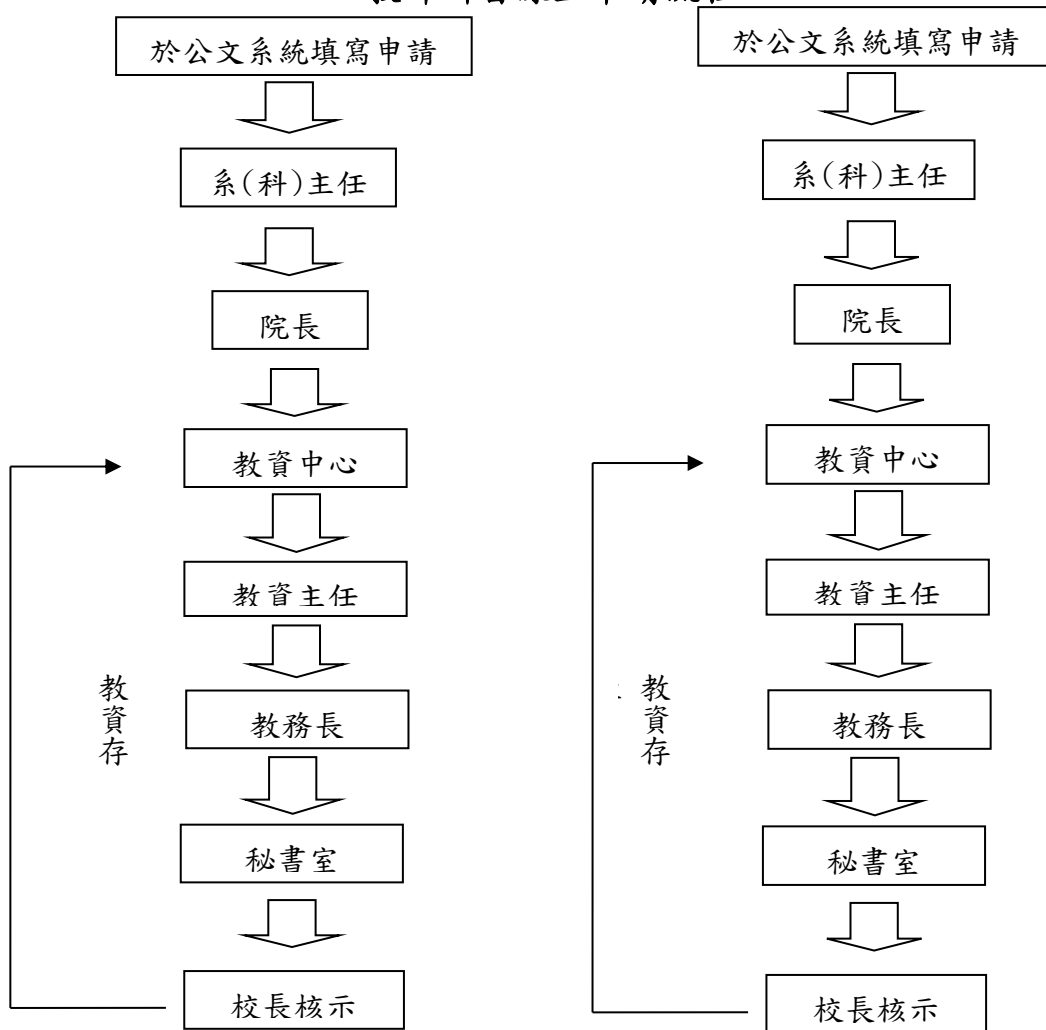 於公文系統填寫申請
系(科)主任
院長
教資中心
教資主任
教務長
秘書室
校長核示
教資存
於公文系統填寫申請
系(科)主任
院長
教資中心
教資主任
教務長
秘書室
校長核示
教資存